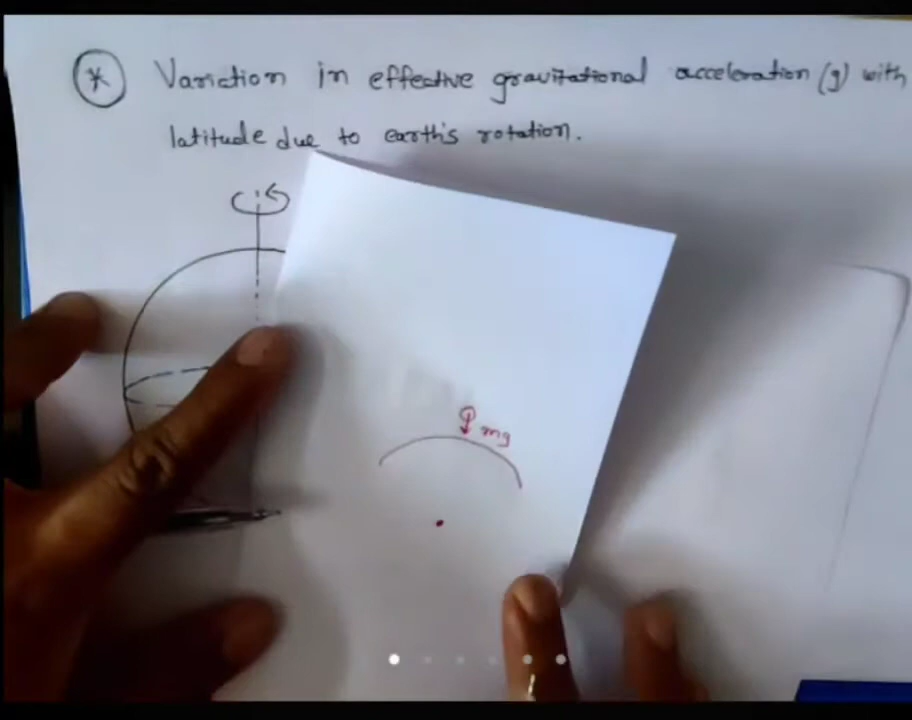 * Variation in effective gravitational acceleration (g) with
latitude due to earth's rotation.
mg